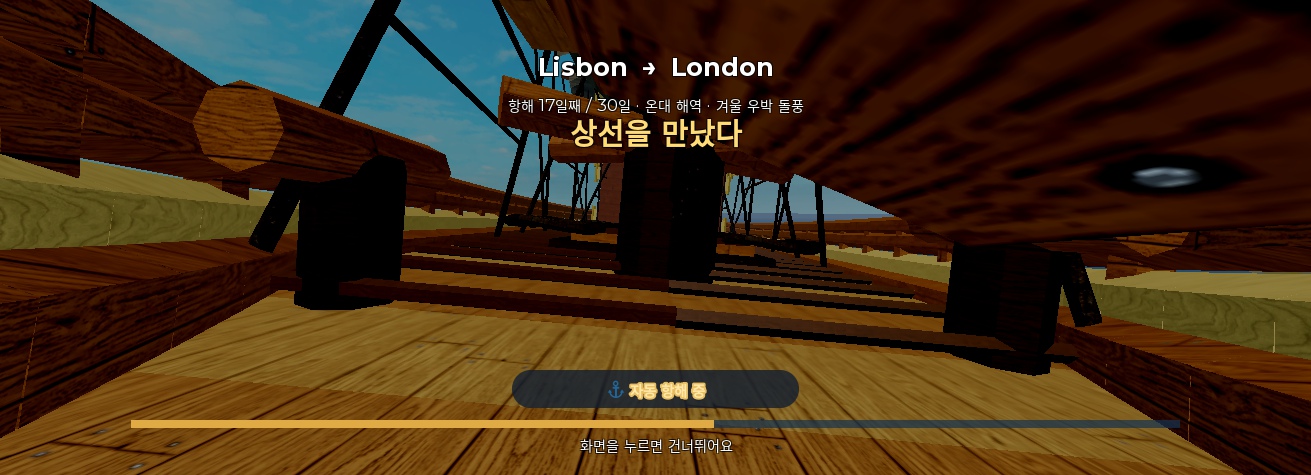 Lisbon → London
항해 17일째 / 30일 · 온대 해역 · 겨울 우박 돌풍
상선을 만났다
⚓ 자동 항해 중
화면을 누르면 건너뛰어요